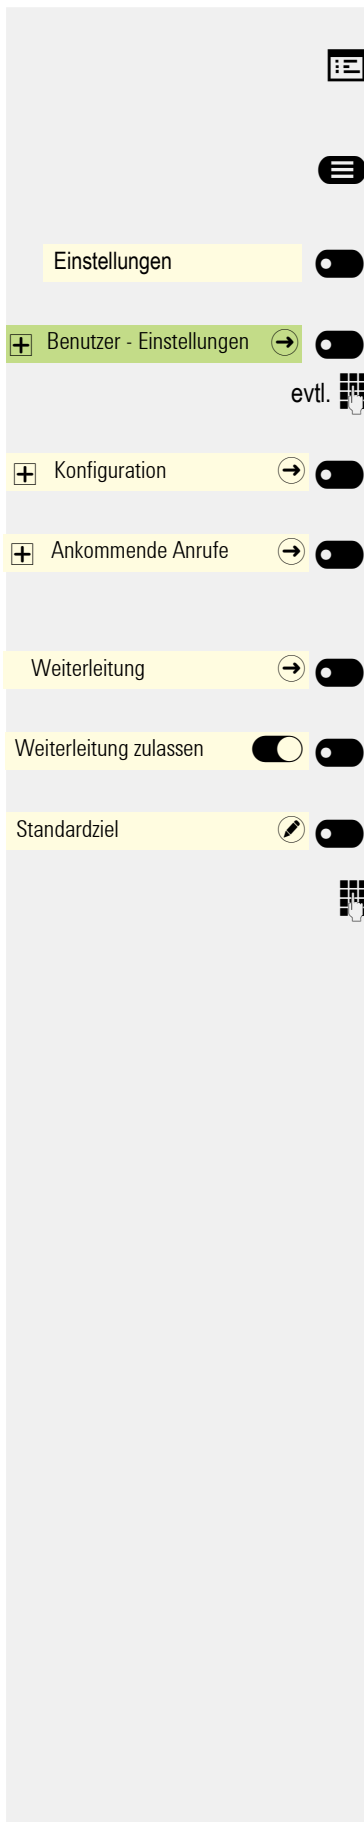 Einstellungen
Benutzer - Einstellungen
evtl.
Konfiguration
Ankommende Anrufe
Weiterleitung
Weiterleitung zulassen
Standardziel